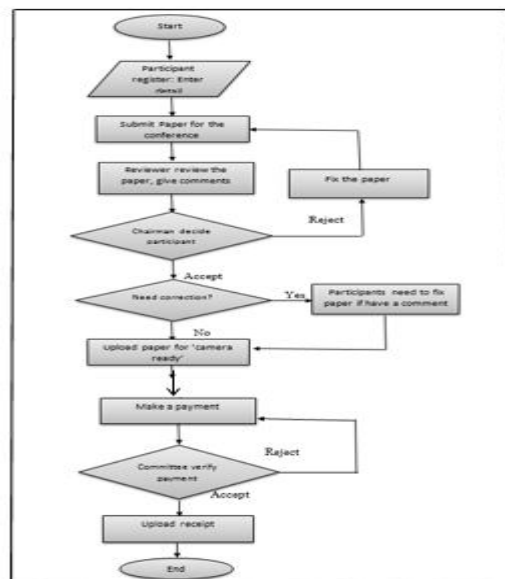 Start
Participant
register: Enter
detail
Submit Paper for the
conference
Reviewer review the
paper, give comments
Fix the paper
Reject
Chairman decide
participant
Accept
Need correction?
Yes
Participants need to fix
paper if have a comment
No
Upload paper for 'camera
ready'
Make a payment
Reject
Committee verify
payment
Accept
Upload receipt
End